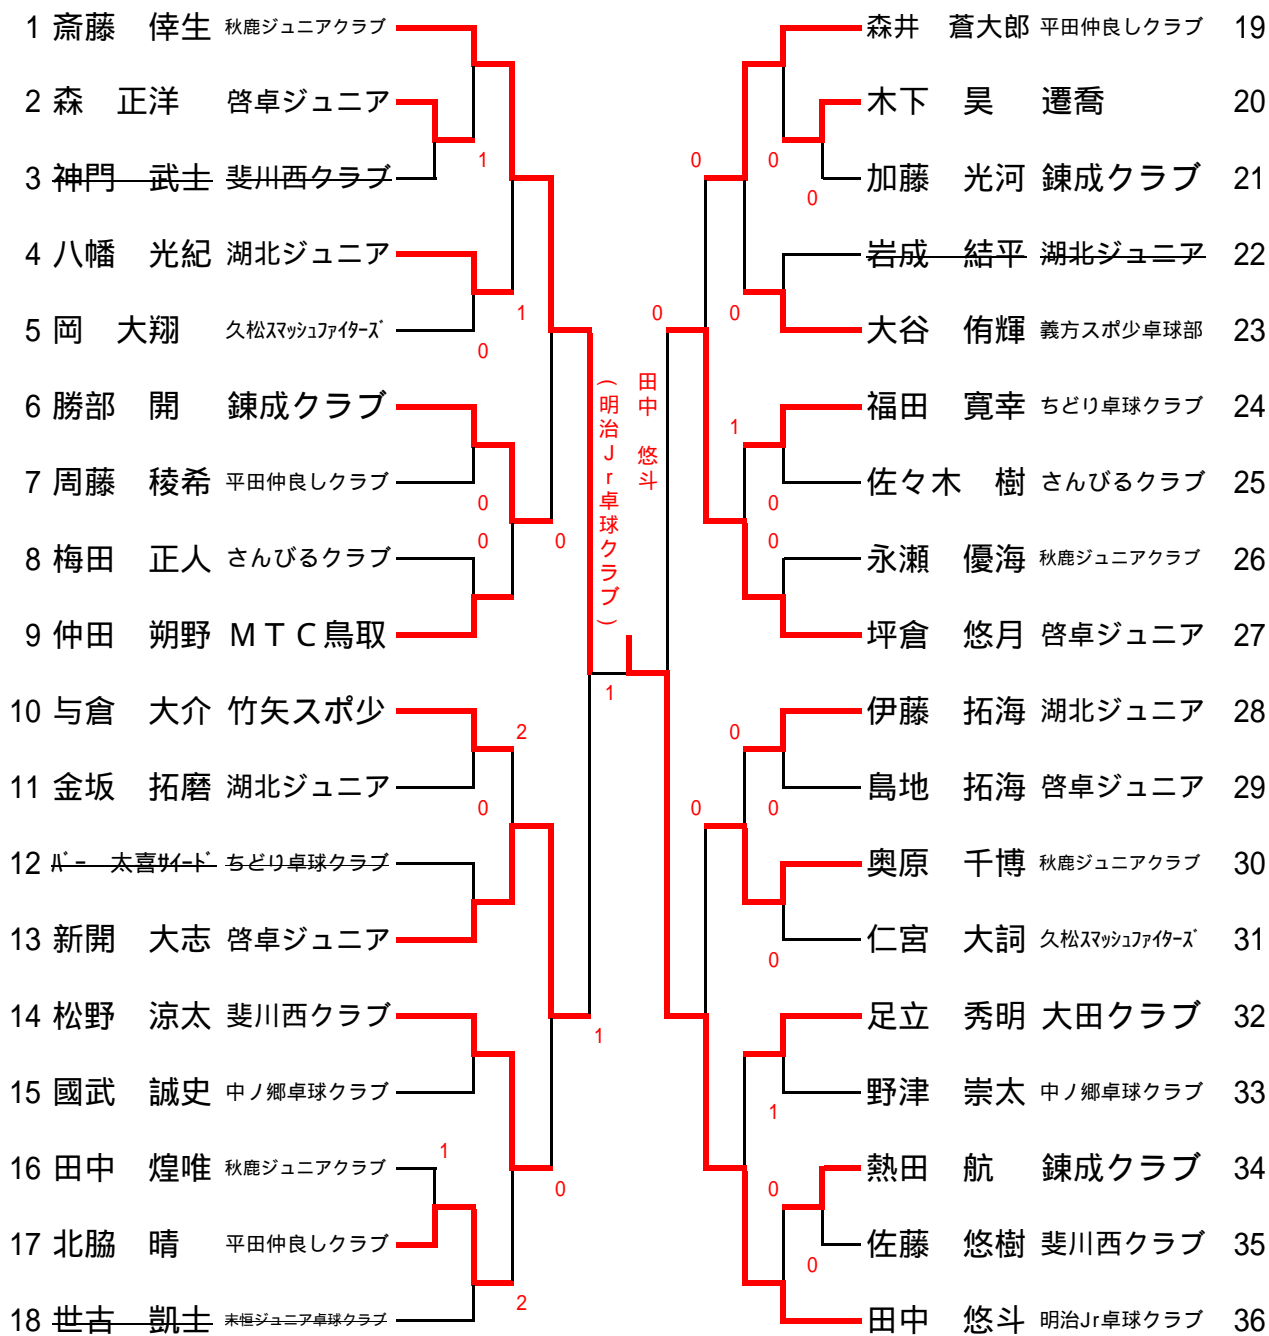 1 斎藤　倖生 秋鹿ジュニアクラブ
2 森　正洋 啓卓ジュニア
1
3 神門　武士 斐川西クラブ
4 八幡　光紀 湖北ジュニア
1
5 岡　大翔 久松スマッシュファイターズ
0
6 勝部　開 錬成クラブ
7 周藤　稜希 平田仲良しクラブ
0
0
0
8 梅田　正人 さんびるクラブ
9 仲田　朔野 ＭＴＣ鳥取
10 与倉　大介 竹矢スポ少
2
11 金坂　拓磨 湖北ジュニア
0
12 バー　太喜サイード ちどり卓球クラブ
13 新開　大志 啓卓ジュニア
14 松野　涼太 斐川西クラブ
1
15 國武　誠史 中ノ郷卓球クラブ
1
16 田中　煌唯 秋鹿ジュニアクラブ
0
17 北脇　晴 平田仲良しクラブ
2
18 世古　凱士 末恒ジュニア卓球クラブ
田中　悠斗
(明治Jr卓球クラブ)
1
森井　蒼大郎 平田仲良しクラブ 19
木下　昊 遷喬 20
0
0
加藤　光河 錬成クラブ 21
0
岩成　結平 湖北ジュニア 22
0
0
大谷　侑輝 義方スポ少卓球部 23
福田　寛幸 ちどり卓球クラブ 24
1
佐々木　樹 さんびるクラブ 25
0
0
永瀬　優海 秋鹿ジュニアクラブ 26
坪倉　悠月 啓卓ジュニア 27
伊藤　拓海 湖北ジュニア 28
0
島地　拓海 啓卓ジュニア 29
0
0
奥原　千博 秋鹿ジュニアクラブ 30
仁宮　大詞 久松スマッシュファイターズ 31
0
足立　秀明 大田クラブ 32
野津　崇太 中ノ郷卓球クラブ 33
1
熱田　航 錬成クラブ 34
0
佐藤　悠樹 斐川西クラブ 35
0
田中　悠斗 明治Jr卓球クラブ 36